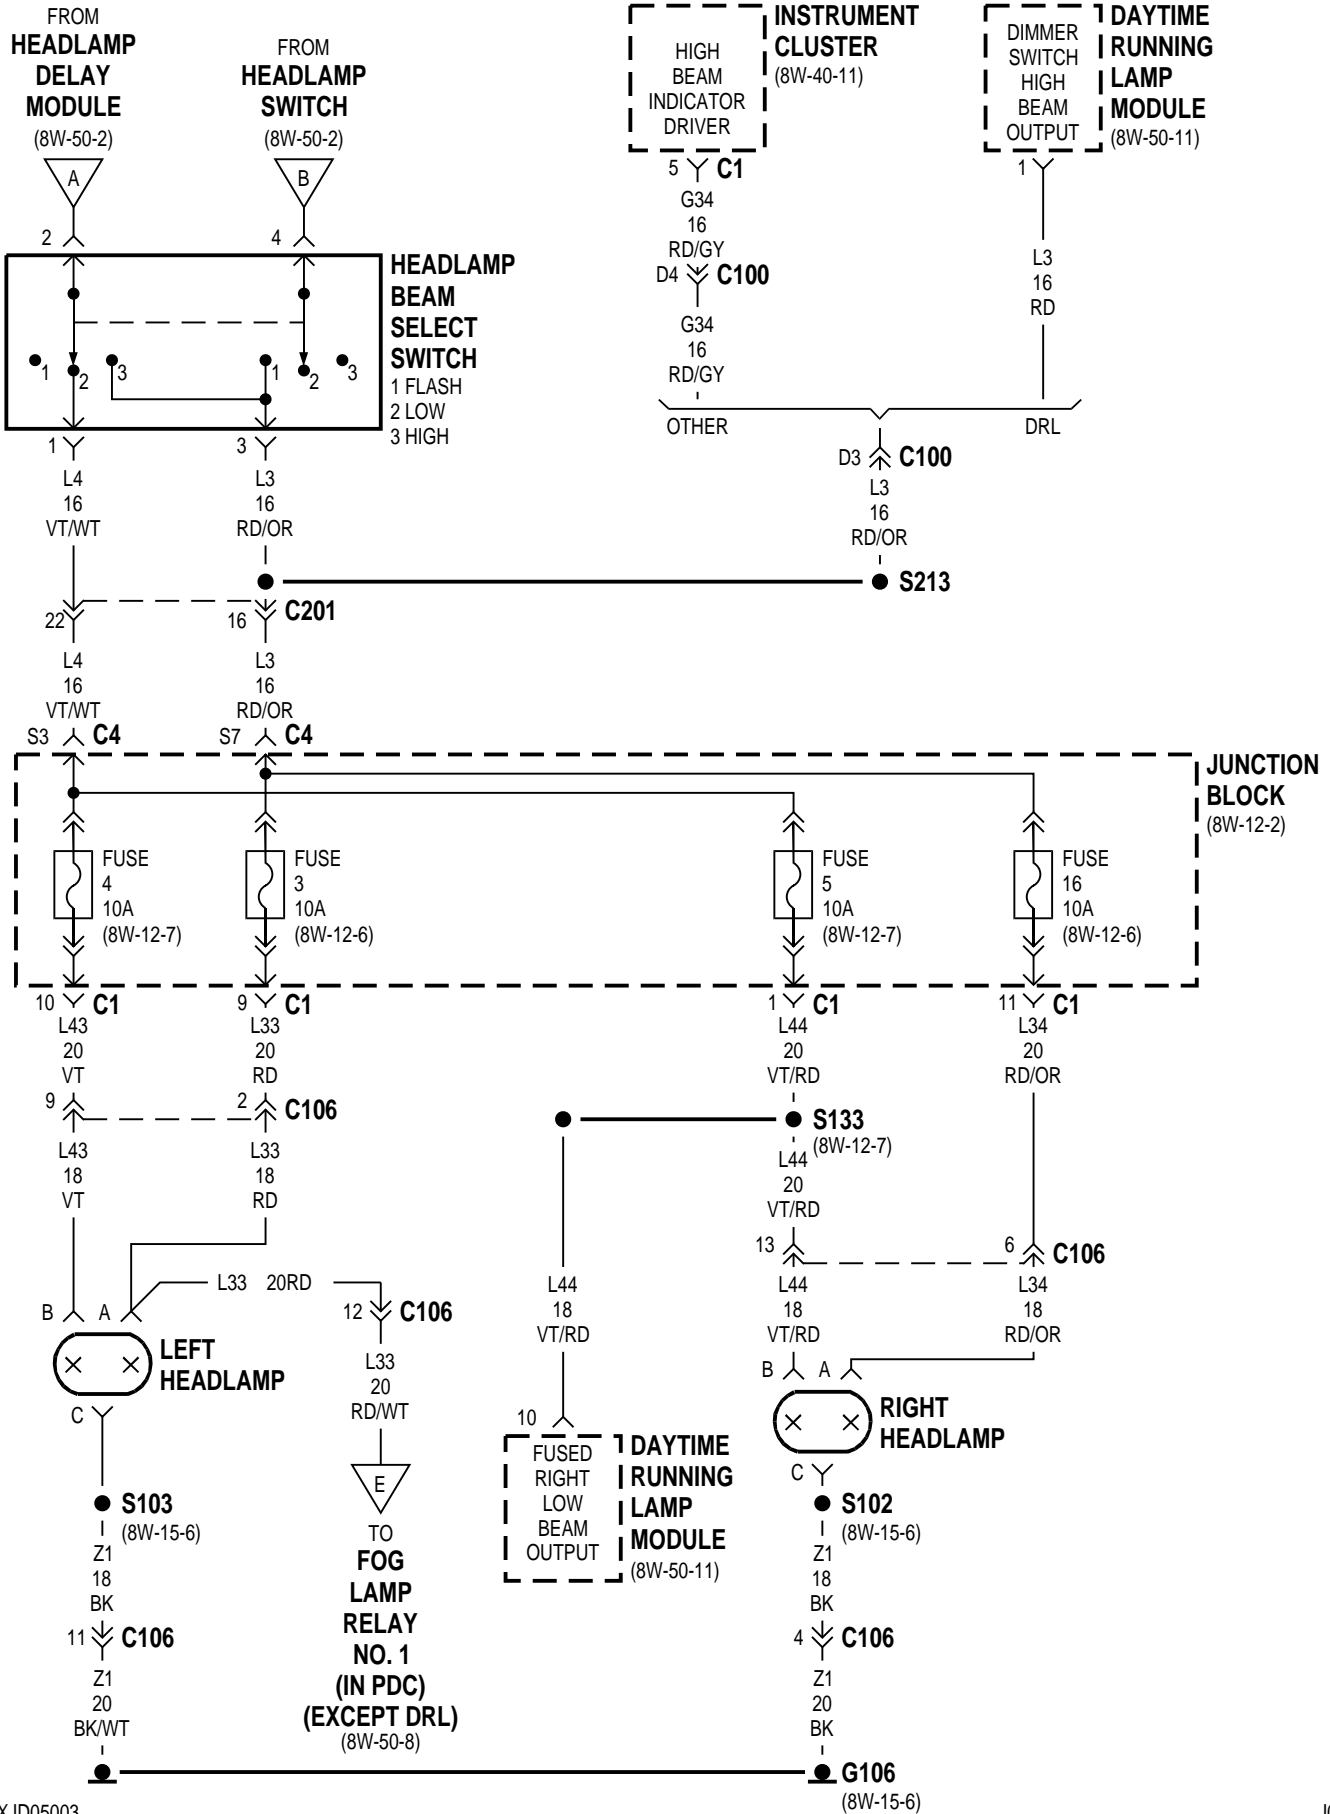 FROM
HEADLAMP
DELAY
MODULE
(8W-50-2)
A
FROM
HEADLAMP
SWITCH
(8W-50-2)
B
HIGH
BEAM
INDICATOR
DRIVER
INSTRUMENT
CLUSTER
(8W-40-11)
DIMMER
SWITCH
HIGH
BEAM
OUTPUT
DAYTIME
RUNNING
LAMP
MODULE
(8W-50-11)
2
4
5 C1
G34
16
RD/GY
D4 C100
G34
16
RD/GY
1
L3
16
RD
HEADLAMP
BEAM
SELECT
SWITCH
1 FLASH
2 LOW
3 HIGH
1 2 3 1 2 3
OTHER
DRL
1
L4
16
VT/WT
3
L3
16
RD/OR
D3 C100
L3
16
RD/OR
S213
22
16 C201
L4
16
VT/WT
L3
16
RD/OR
S3 C4
S7 C4
JUNCTION
BLOCK
(8W-12-2)
FUSE
4
10A
(8W-12-7)
FUSE
3
10A
(8W-12-6)
FUSE
5
10A
(8W-12-7)
FUSE
16
10A
(8W-12-6)
10 C1
L43
20
VT
9 C1
L33
20
RD
1 C1
L44
20
VT/RD
11 C1
L34
20
RD/OR
9
2 C106
L43
18
VT
L33
18
RD
S133
(8W-12-7)
L44
20
VT/RD
13
6 C106
L33 20RD
12 C106
L33
20
RD/WT
E
TO
FOG
LAMP
RELAY
NO. 1
(IN PDC)
(EXCEPT DRL)
(8W-50-8)
B A
LEFT
HEADLAMP
C
S103
(8W-15-6)
Z1
18
BK
11 C106
Z1
20
BK/WT
L44
18
VT/RD
10
FUSED
RIGHT
LOW
BEAM
OUTPUT
DAYTIME
RUNNING
LAMP
MODULE
(8W-50-11)
L44
18
VT/RD
L34
18
RD/OR
B A
RIGHT
HEADLAMP
C
S102
(8W-15-6)
Z1
18
BK
4 C106
Z1
20
BK
G106
(8W-15-6)